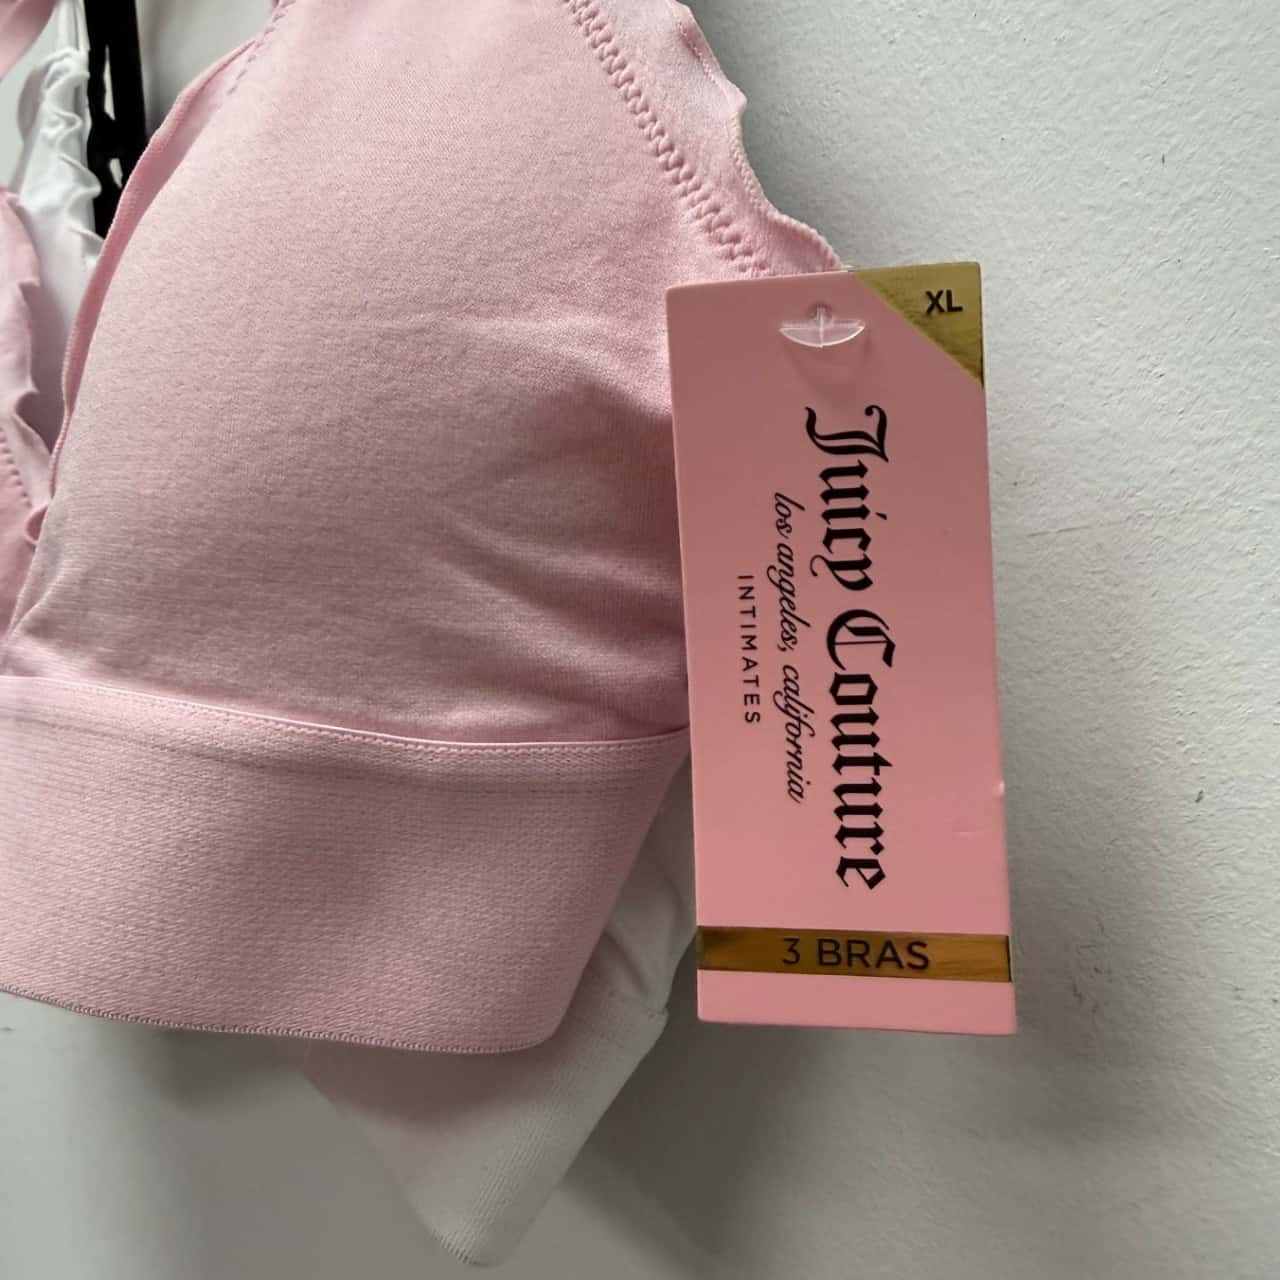 XL
Juicy Couture
los angeles, california
INTIMATES
3 BRAS